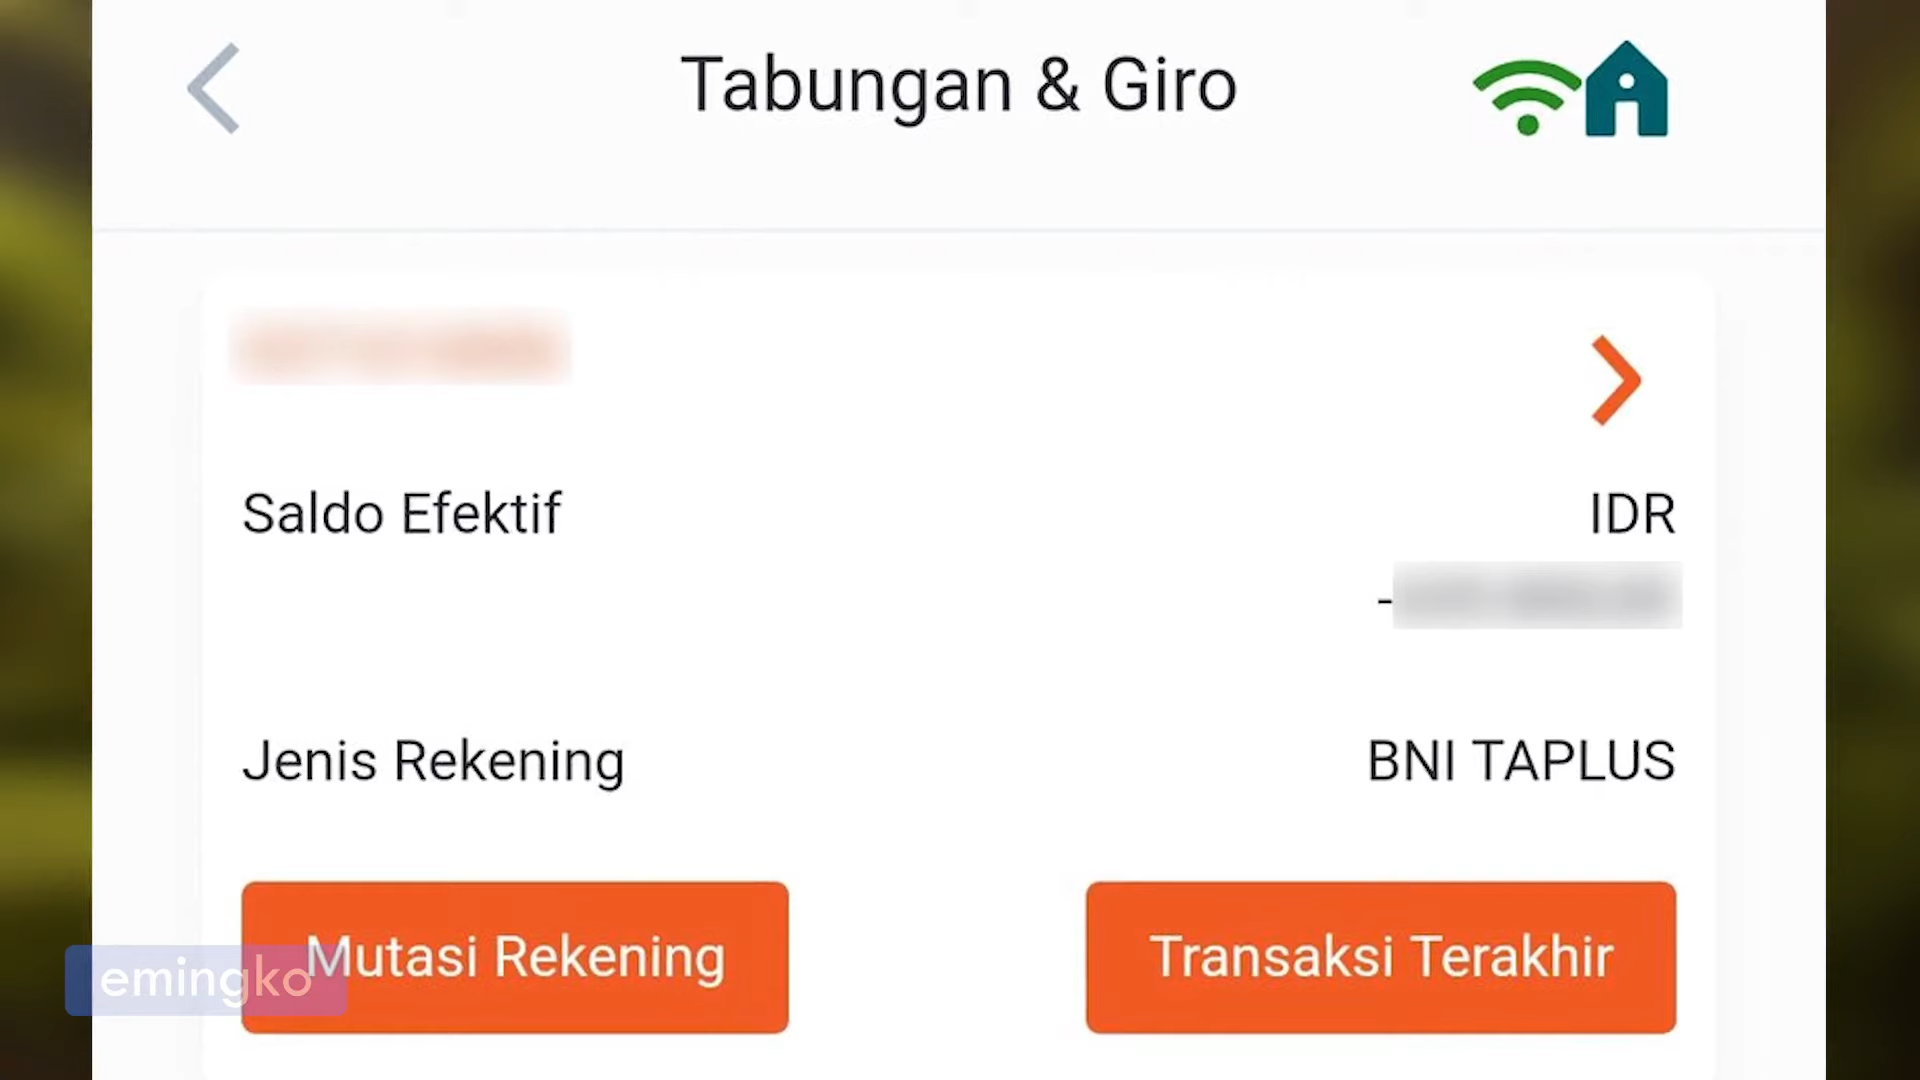 Tabungan & Giro
Saldo Efektif
IDR
-
Jenis Rekening
BNI TAPLUS
Mutasi Rekening
Transaksi Terakhir
emingko